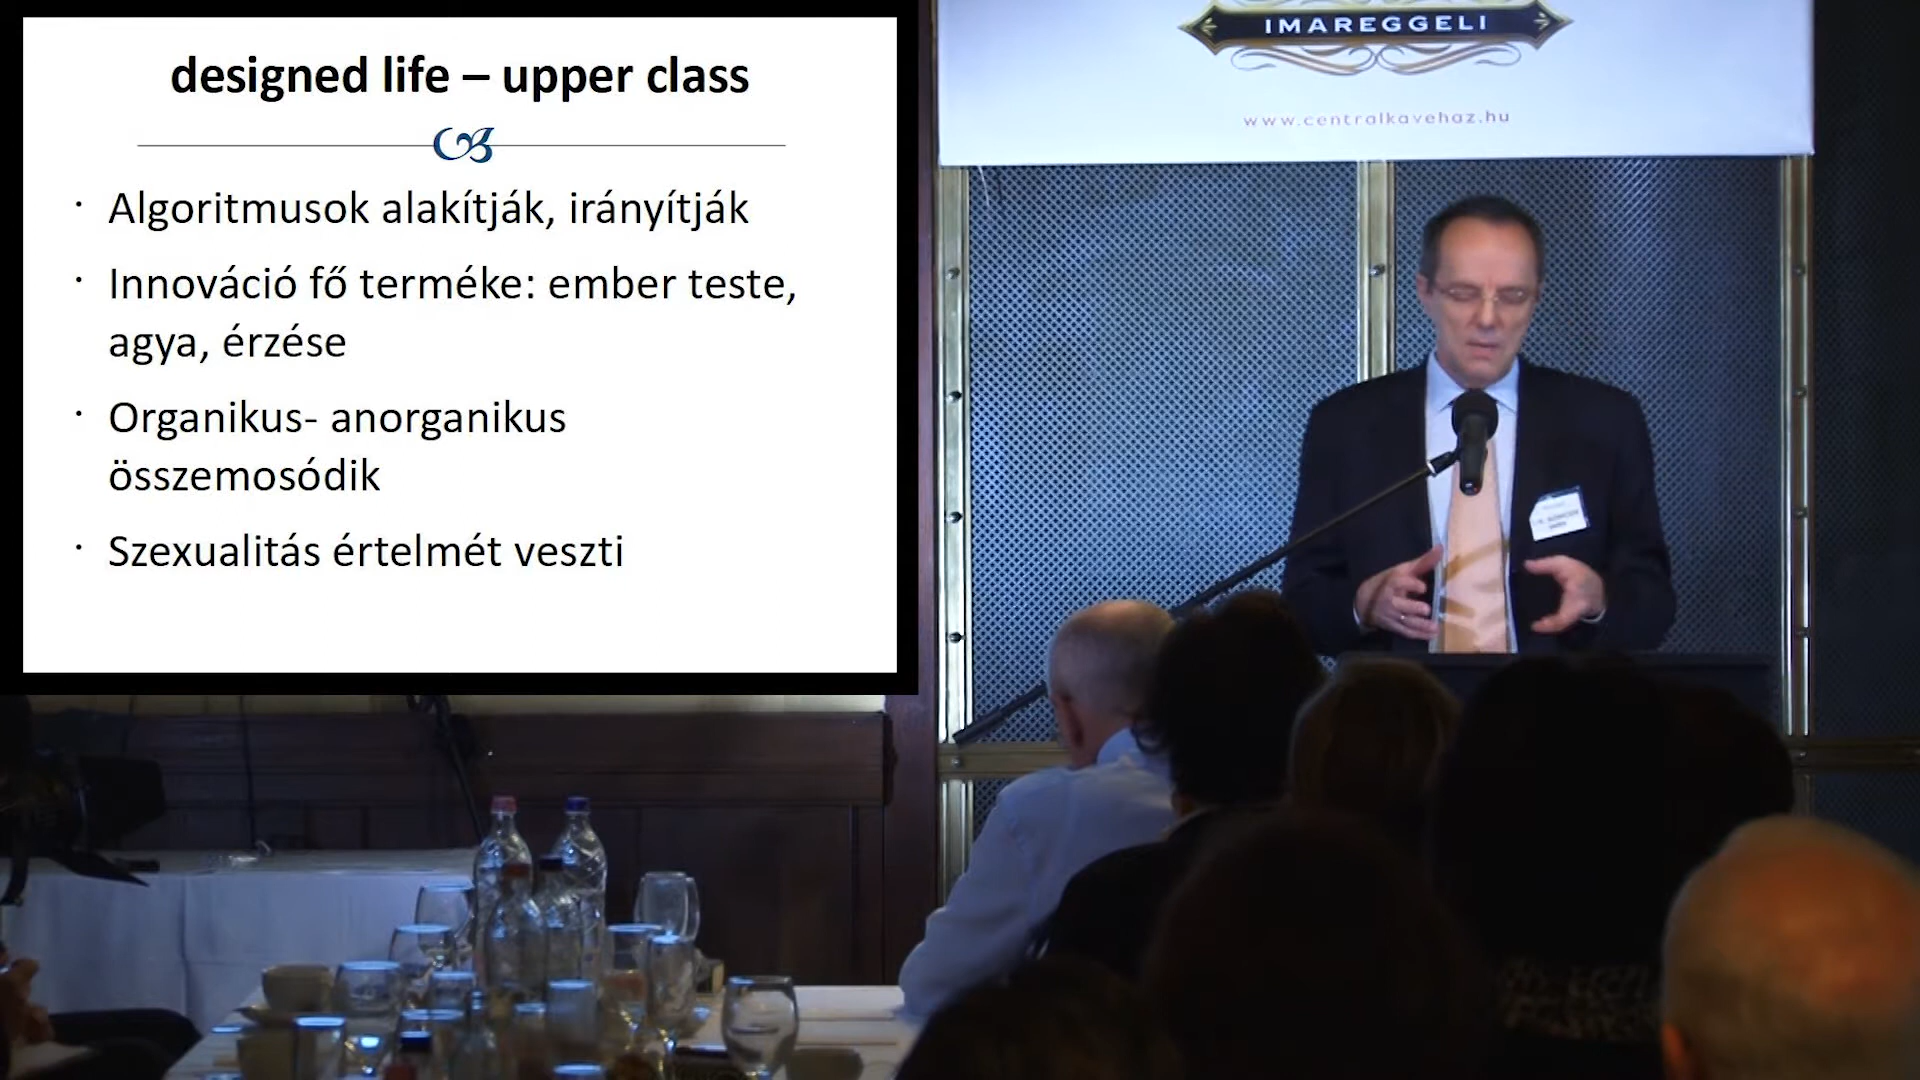 designed life – upper class
· Algoritmusok alakítják, irányítják
· Innováció fő terméke: ember teste,
agya, érzése
· Organikus- anorganikus
összemosódik
· Szexualitás értelmét veszti
IMAREGGELI
www.centralkavehaz.hu